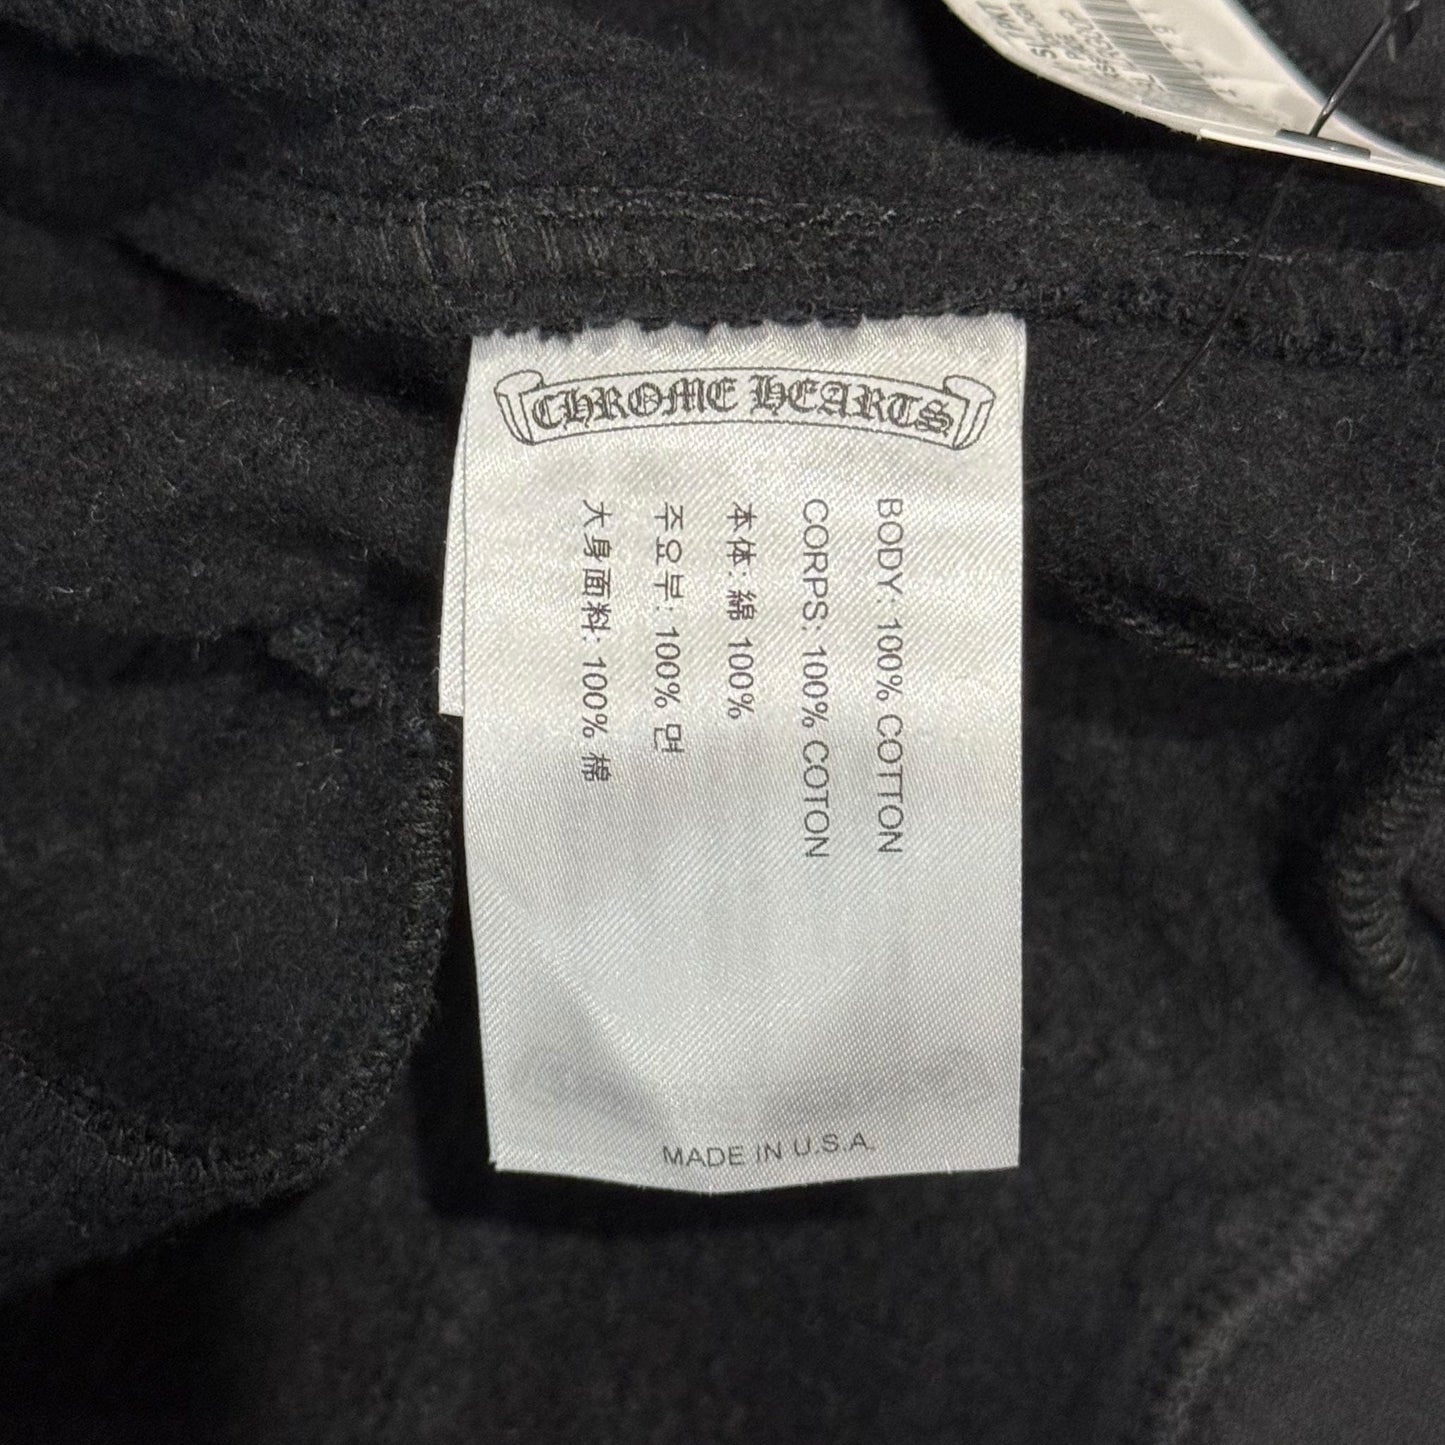 CHROME HEARTS
BODY: 100% COTTON
CORPS: 100% COTON
本体: 綿 100%
주요부: 100% 면
大身面料: 100% 棉
MADE IN U.S.A.